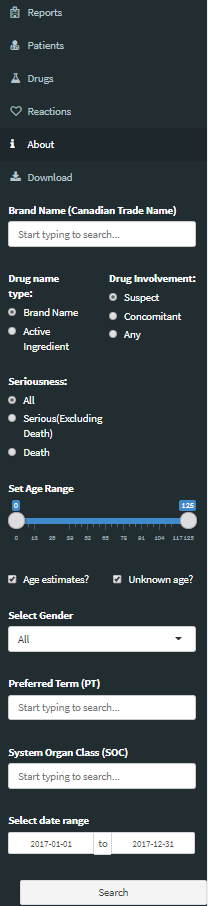 Reports
Patients
Drugs
Reactions
About
Download
Brand Name (Canadian Trade Name)
Start typing to search...
Drug name type:
Brand Name
Active Ingredient
Drug Involvement:
Suspect
Concomitant
Any
Seriousness:
All
Serious(Excluding Death)
Death
Set Age Range
0 125
0 13 26 39 52 65 78 91 104 117 125
Age estimates? Unknown age?
Select Gender
All
Preferred Term (PT)
Start typing to search...
System Organ Class (SOC)
Start typing to search...
Select date range
2017-01-01 to 2017-12-31
Search